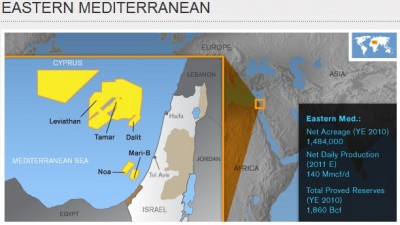 EASTERN MEDITERRANEAN
EUROPE
ASIA
AFRICA
CYPRUS
LEBANON
Leviathan
Tamar
Dalit
Haifa
Mari-B
MEDITERRANEAN SEA
Noa
Tel Aviv
JORDAN
EGYPT
ISRAEL
Eastern Med.:
Net Acreage (YE 2010)
1,484,000
Net Daily Production
(2011 E)
140 Mmcf/d
Total Proved Reserves
(YE 2010)
1,860 Bcf